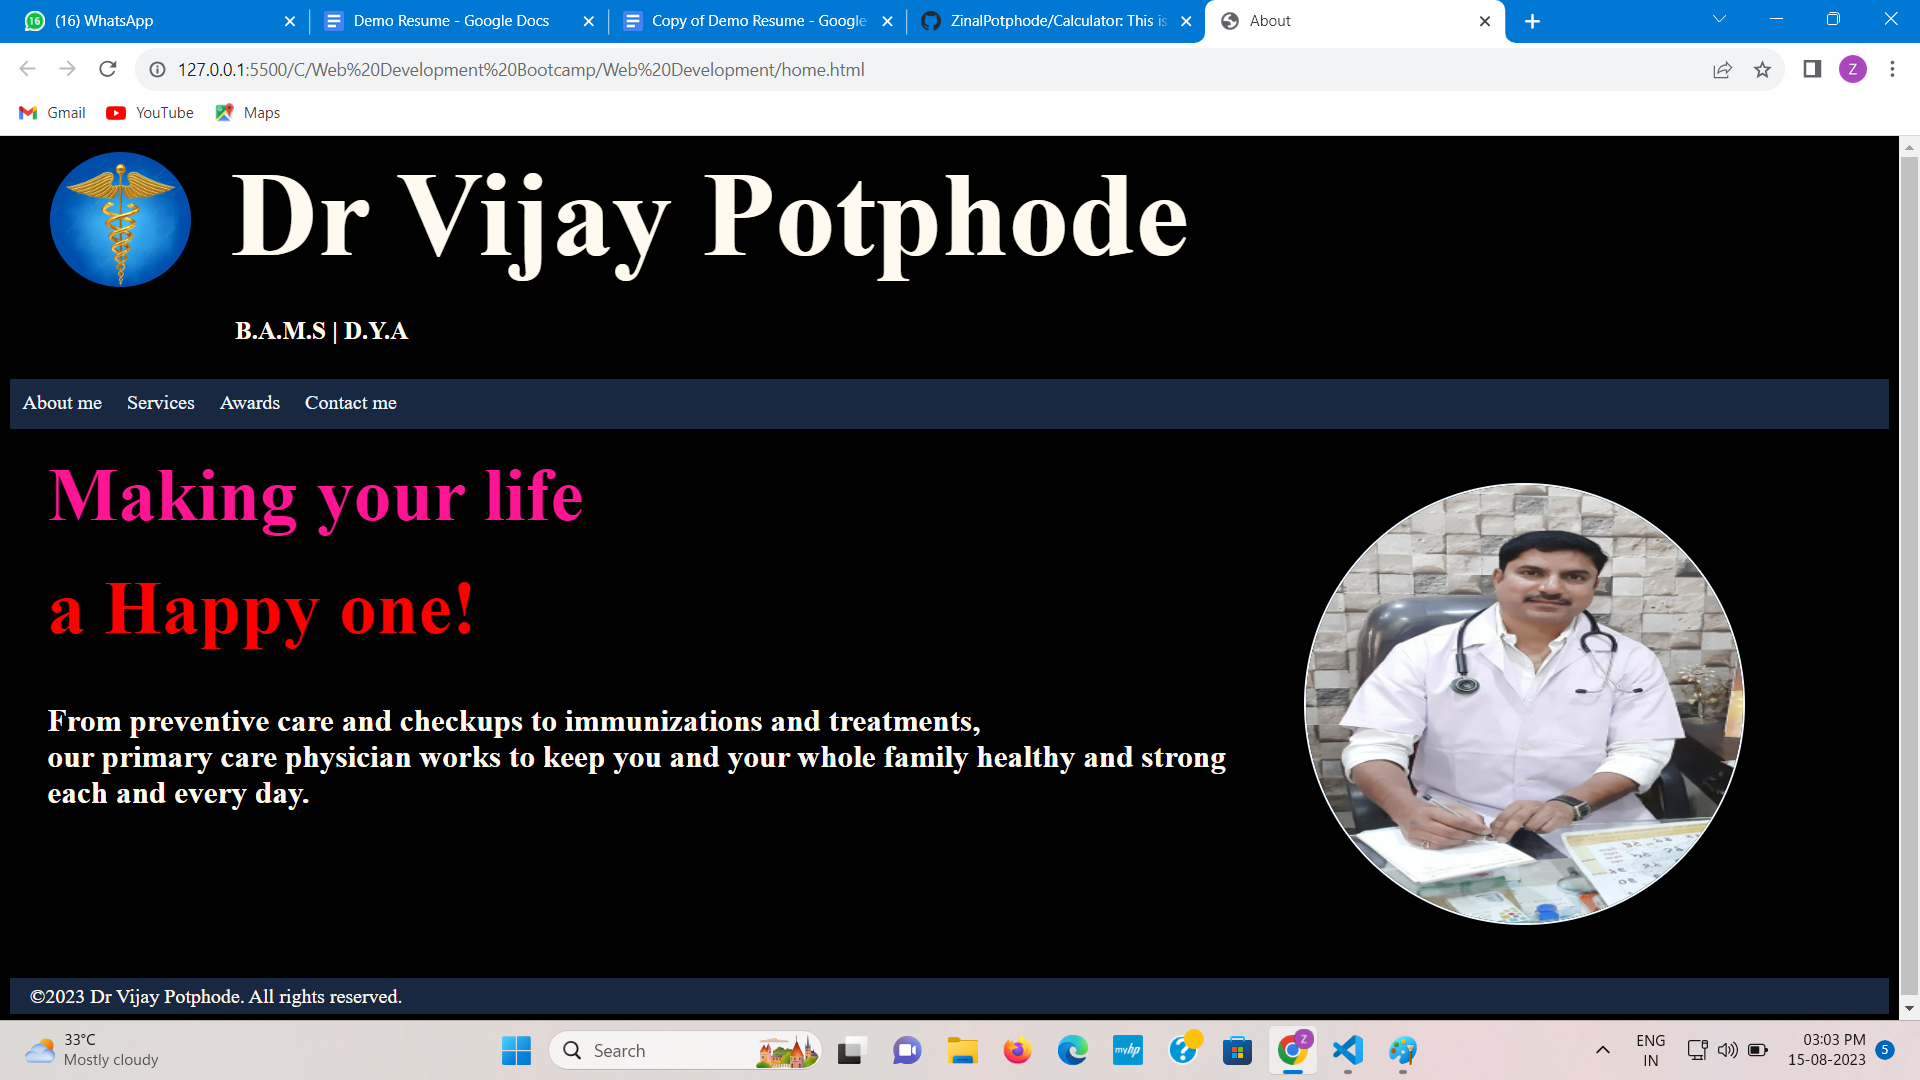 (16) WhatsApp
Demo Resume - Google Docs
Copy of Demo Resume - Google
ZinalPotphode/Calculator: This is
About
127.0.0.1:5500/C/Web%20Development%20Bootcamp/Web%20Development/home.html
Z
Gmail
YouTube
Maps
Dr Vijay Potphode
B.A.M.S | D.Y.A
About me
Services
Awards
Contact me
Making your life
a Happy one!
From preventive care and checkups to immunizations and treatments,
our primary care physician works to keep you and your whole family healthy and strong
each and every day.
©2023 Dr Vijay Potphode. All rights reserved.
33°C
Mostly cloudy
Search
myhp
Z
ENG
IN
03:03 PM
15-08-2023
5